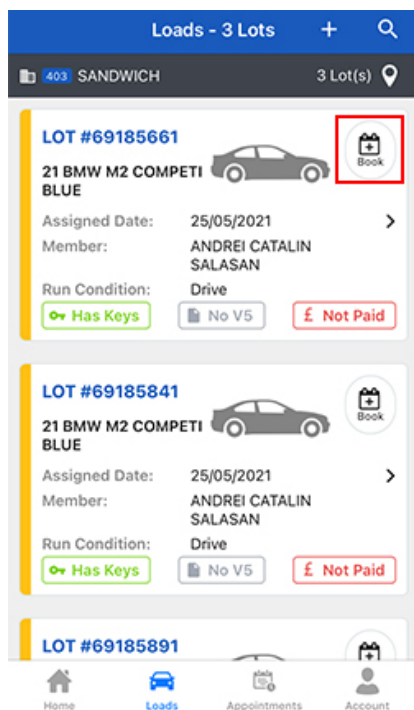 Loads - 3 Lots
403 SANDWICH 3 Lot(s)
LOT #69185661
Book
21 BMW M2 COMPETI
BLUE
Assigned Date: 25/05/2021
Member: ANDREI CATALIN
SALASAN
Run Condition: Drive
Has Keys No V5 £ Not Paid
LOT #69185841
Book
21 BMW M2 COMPETI
BLUE
Assigned Date: 25/05/2021
Member: ANDREI CATALIN
SALASAN
Run Condition: Drive
Has Keys No V5 £ Not Paid
LOT #69185891
Home Loads Appointments Account